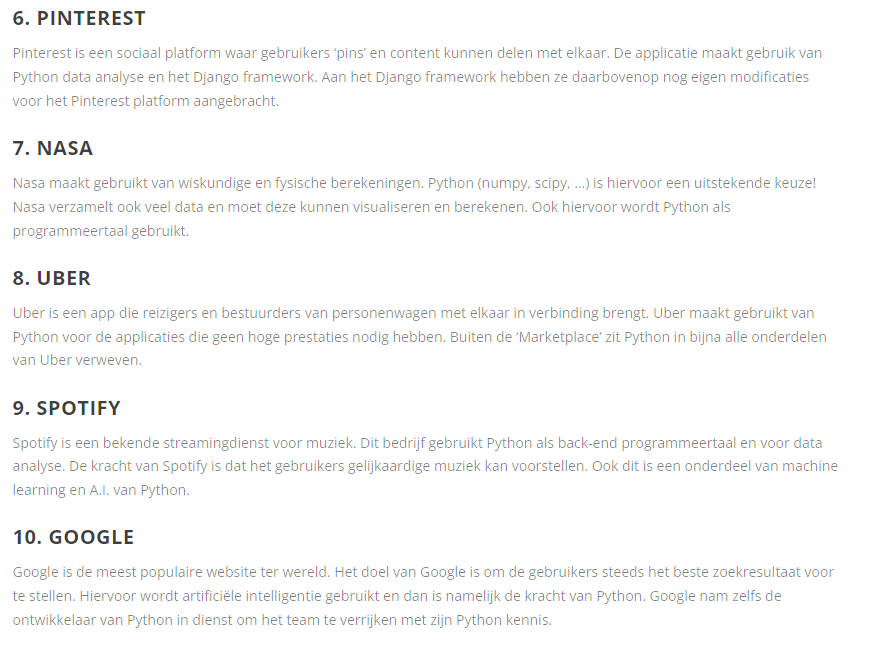 6. PINTEREST
Pinterest is een sociaal platform waar gebruikers ‘pins’ en content kunnen delen met elkaar. De applicatie maakt gebruik van
Python data analyse en het Django framework. Aan het Django framework hebben ze daarbovenop nog eigen modificaties
voor het Pinterest platform aangebracht.
7. NASA
Nasa maakt gebruikt van wiskundige en fysische berekeningen. Python (numpy, scipy, …) is hiervoor een uitstekende keuze!
Nasa verzamelt ook veel data en moet deze kunnen visualiseren en berekenen. Ook hiervoor wordt Python als
programmeertaal gebruikt.
8. UBER
Uber is een app die reizigers en bestuurders van personenwagen met elkaar in verbinding brengt. Uber maakt gebruikt van
Python voor de applicaties die geen hoge prestaties nodig hebben. Buiten de ‘Marketplace’ zit Python in bijna alle onderdelen
van Uber verweven.
9. SPOTIFY
Spotify is een bekende streamingdienst voor muziek. Dit bedrijf gebruikt Python als back-end programmeertaal en voor data
analyse. De kracht van Spotify is dat het gebruikers gelijkaardige muziek kan voorstellen. Ook dit is een onderdeel van machine
learning en A.I. van Python.
10. GOOGLE
Google is de meest populaire website ter wereld. Het doel van Google is om de gebruikers steeds het beste zoekresultaat voor
te stellen. Hiervoor wordt artificiële intelligentie gebruikt en dan is namelijk de kracht van Python. Google nam zelfs de
ontwikkelaar van Python in dienst om het team te verrijken met zijn Python kennis.